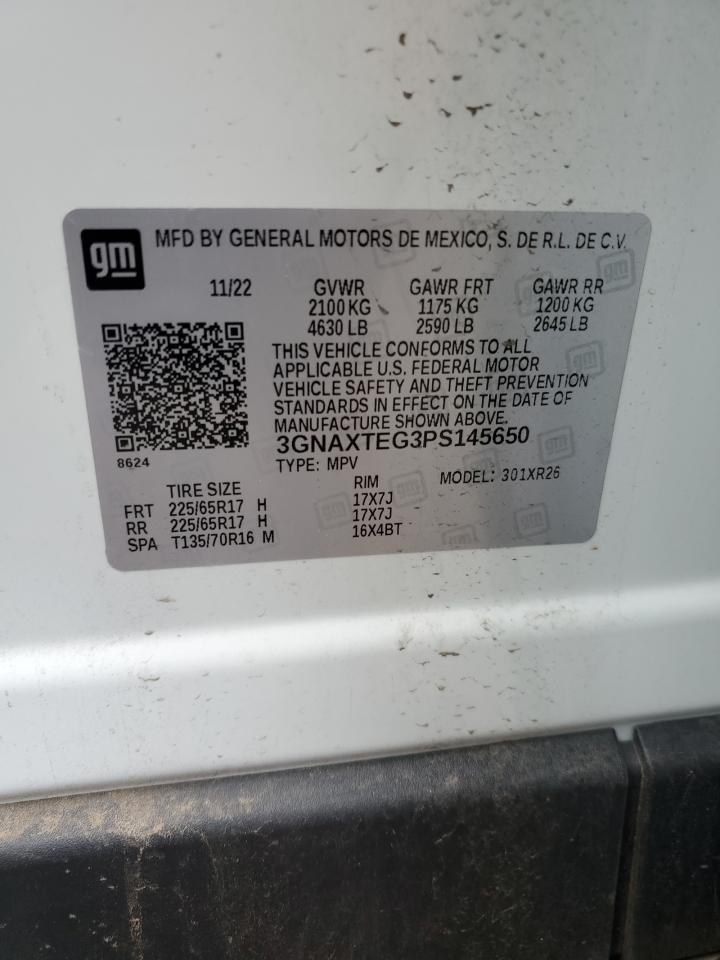 gm MFD BY GENERAL MOTORS DE MEXICO, S. DE R.L. DE C.V.
11/22 GVWR GAWR FRT GAWR RR
2100 KG 1175 KG 1200 KG
4630 LB 2590 LB 2645 LB
THIS VEHICLE CONFORMS TO ALL
APPLICABLE U.S. FEDERAL MOTOR
VEHICLE SAFETY AND THEFT PREVENTION
STANDARDS IN EFFECT ON THE DATE OF
MANUFACTURE SHOWN ABOVE.
3GNAXTEG3PS145650
8624 TYPE: MPV MODEL: 301XR26
TIRE SIZE RIM
FRT 225/65R17 H 17X7J
RR 225/65R17 H 17X7J
SPA T135/70R16 M 16X4BT